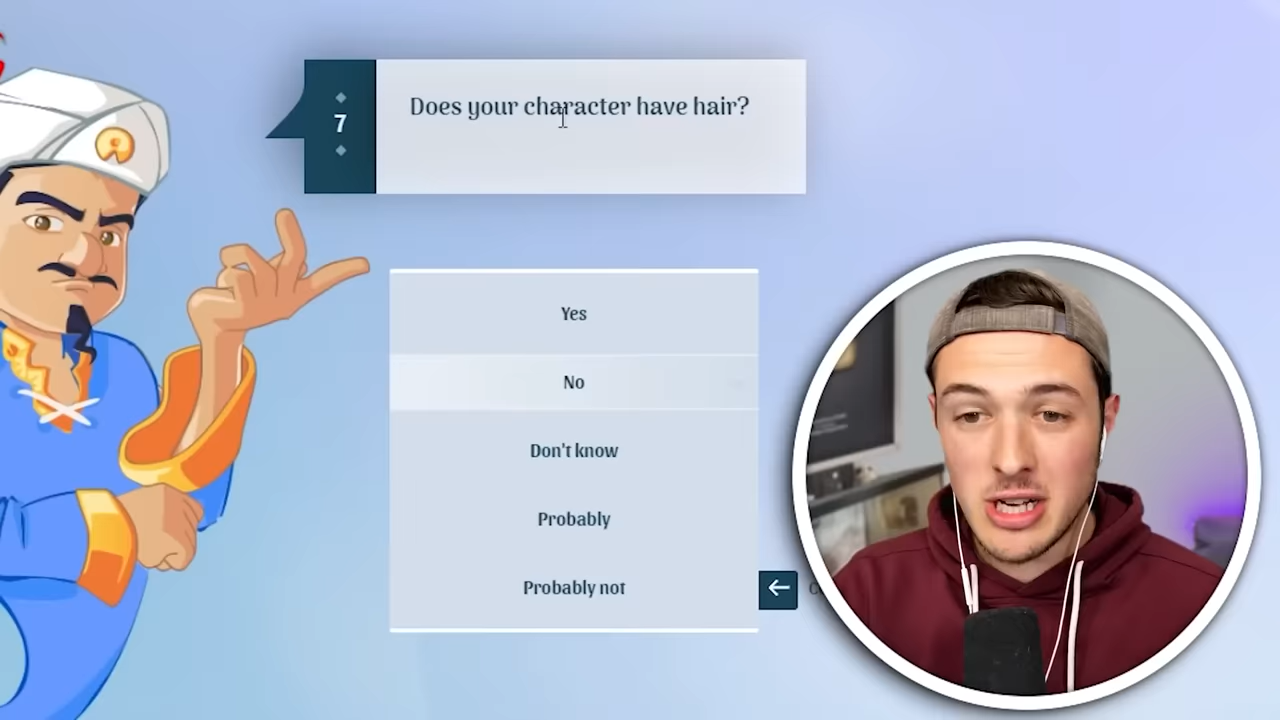 7
Does your character have hair?
Yes
No
Don't know
Probably
Probably not